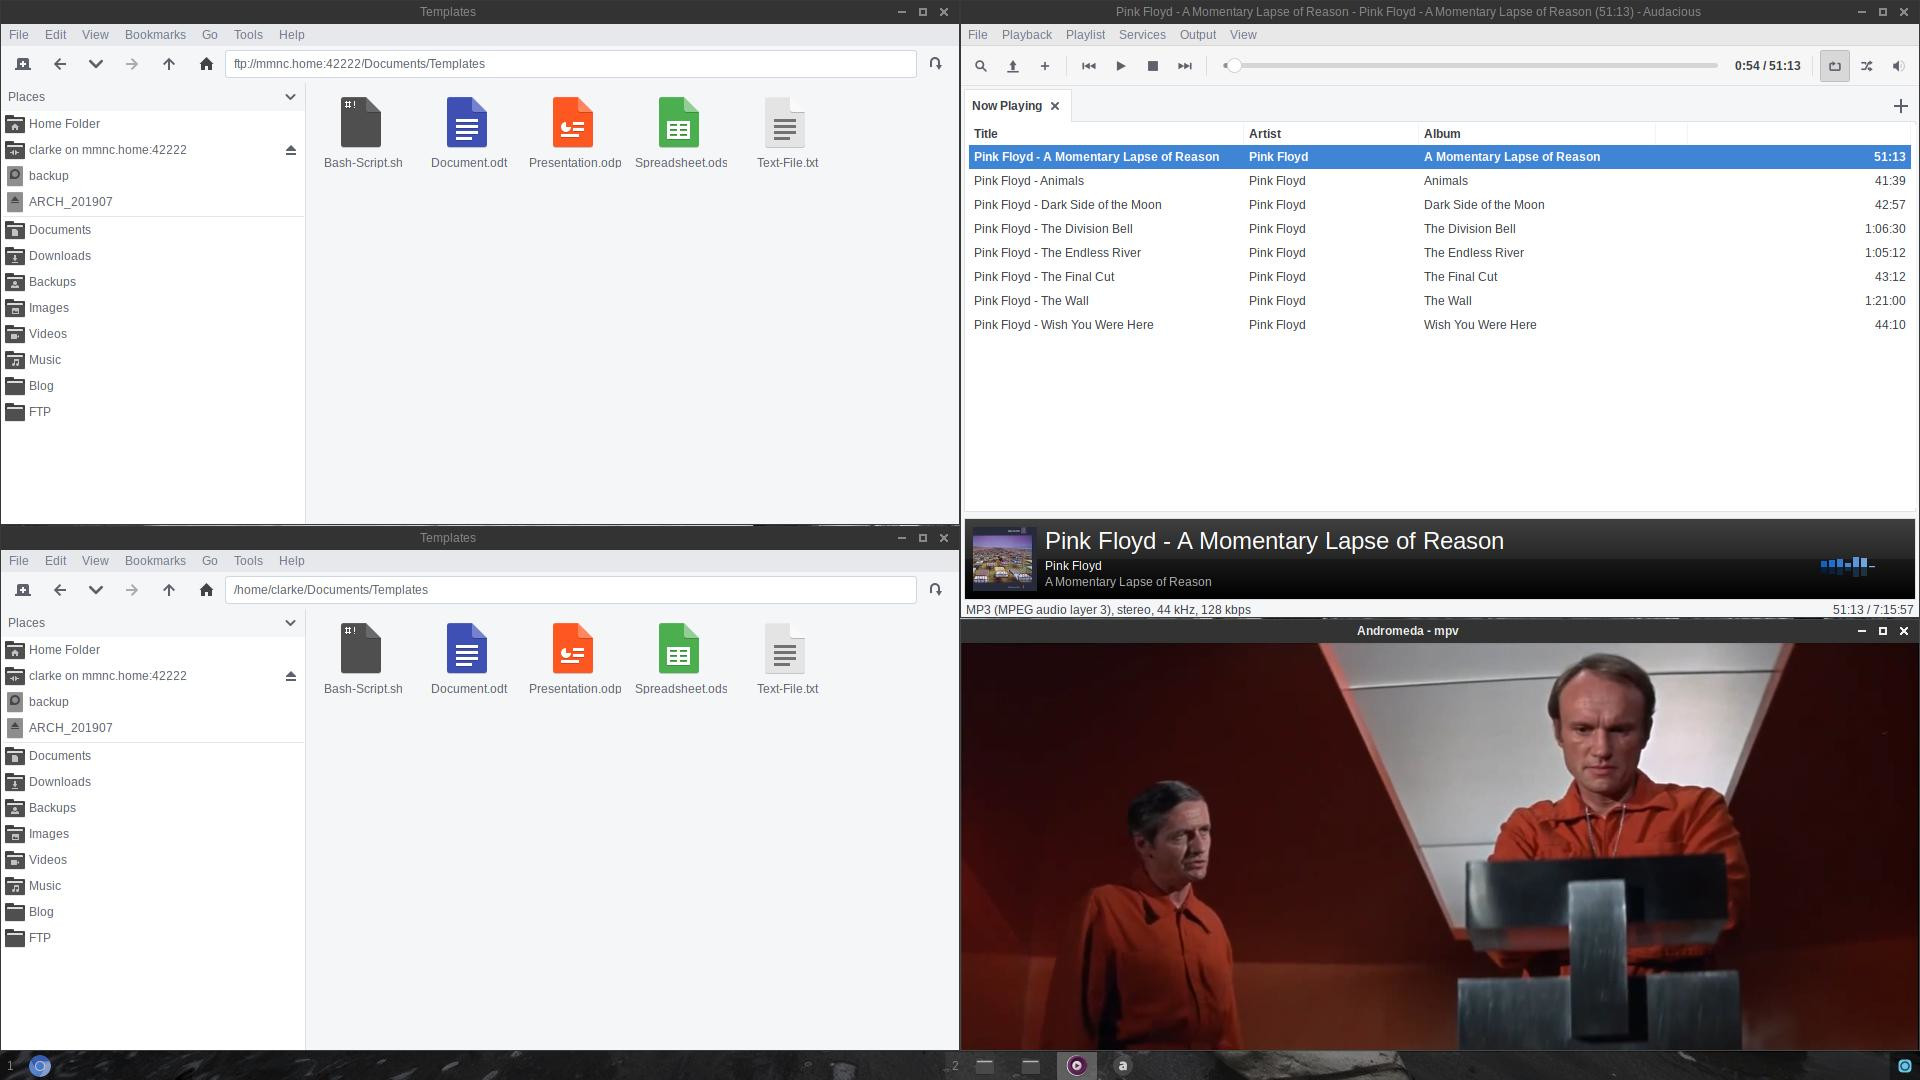 Templates
File Edit View Bookmarks Go Tools Help
ftp://mmnc.home:42222/Documents/Templates
Places
Home Folder
clarke on mmnc.home:42222
backup
ARCH_201907
Documents
Downloads
Backups
Images
Videos
Music
Blog
FTP
#!
Bash-Script.sh Document.odt Presentation.odp Spreadsheet.ods Text-File.txt
Templates
File Edit View Bookmarks Go Tools Help
/home/clarke/Documents/Templates
Places
Home Folder
clarke on mmnc.home:42222
backup
ARCH_201907
Documents
Downloads
Backups
Images
Videos
Music
Blog
FTP
#!
Bash-Script.sh Document.odt Presentation.odp Spreadsheet.ods Text-File.txt
Pink Floyd - A Momentary Lapse of Reason - Pink Floyd - A Momentary Lapse of Reason (51:13) - Audacious
File Playback Playlist Services Output View
0:54 / 51:13
Now Playing
Title Artist Album
Pink Floyd - A Momentary Lapse of Reason Pink Floyd A Momentary Lapse of Reason 51:13
Pink Floyd - Animals Pink Floyd Animals 41:39
Pink Floyd - Dark Side of the Moon Pink Floyd Dark Side of the Moon 42:57
Pink Floyd - The Division Bell Pink Floyd The Division Bell 1:06:30
Pink Floyd - The Endless River Pink Floyd The Endless River 1:05:12
Pink Floyd - The Final Cut Pink Floyd The Final Cut 43:12
Pink Floyd - The Wall Pink Floyd The Wall 1:21:00
Pink Floyd - Wish You Were Here Pink Floyd Wish You Were Here 44:10
Pink Floyd - A Momentary Lapse of Reason
Pink Floyd
A Momentary Lapse of Reason
MP3 (MPEG audio layer 3), stereo, 44 kHz, 128 kbps 51:13 / 7:15:57
Andromeda - mpv
1 2 a